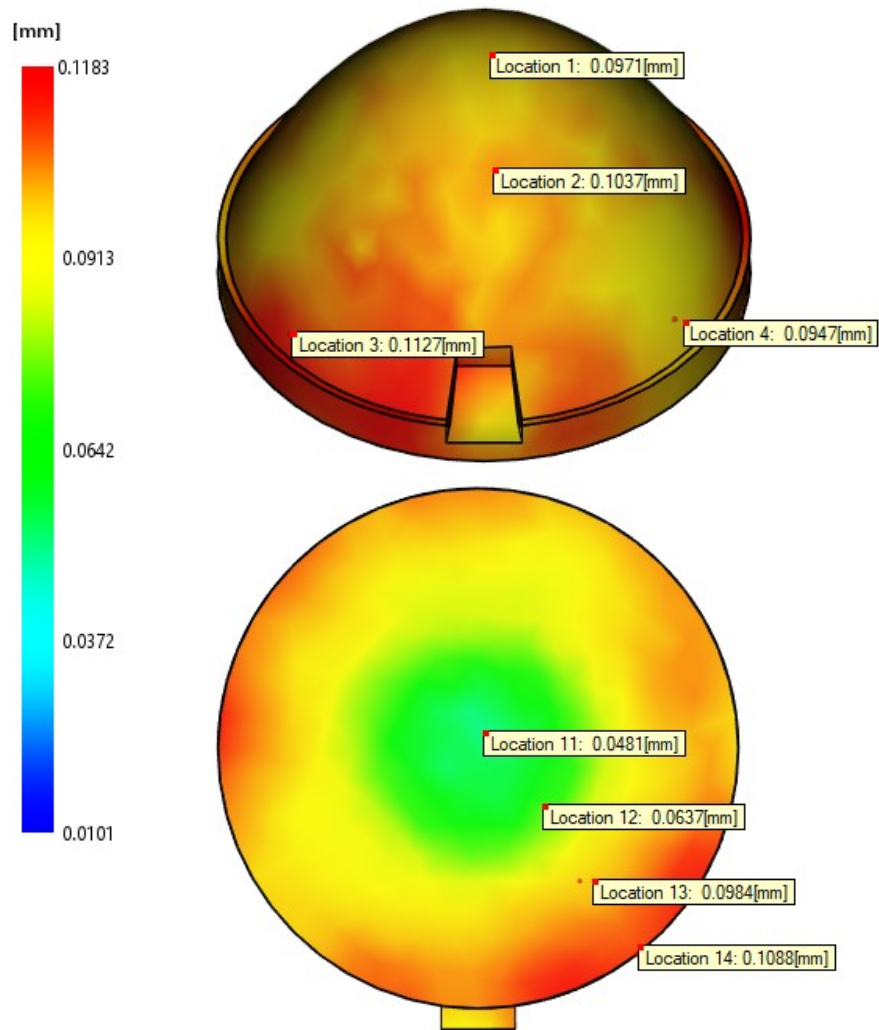 [mm]
0.1183
0.0913
0.0642
0.0372
0.0101
Location 1: 0.0971[mm]
Location 2: 0.1037[mm]
Location 3: 0.1127[mm]
Location 4: 0.0947[mm]
Location 11: 0.0481[mm]
Location 12: 0.0637[mm]
Location 13: 0.0984[mm]
Location 14: 0.1088[mm]